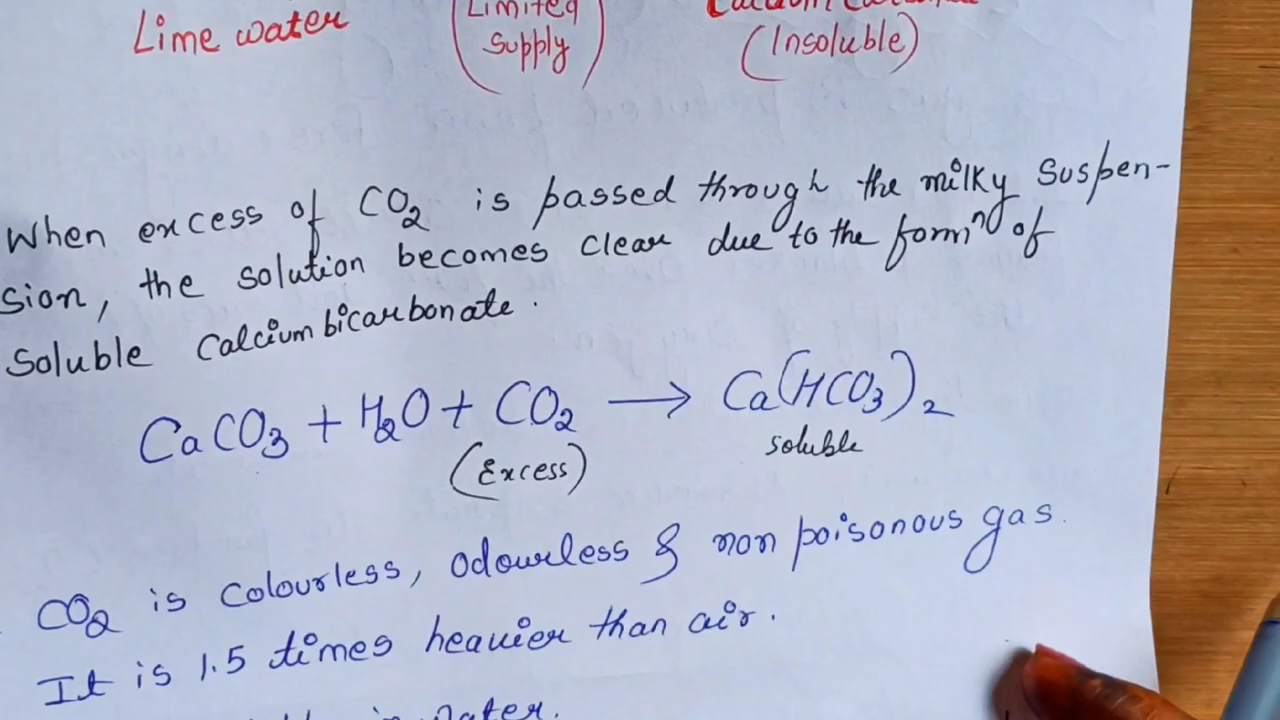 Lime water (Limited supply) (Insoluble)
When excess of CO₂ is passed through the milky suspen-
sion, the solution becomes clear due to the formⁿ of
soluble calcium bicarbonate.
CaCO₃ + H₂O + CO₂ → Ca(HCO₃)₂
(Excess) soluble
CO₂ is colourless, odourless & non poisonous gas.
It is 1.5 times heavier than air.
water.